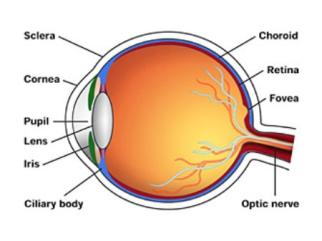 Sclera
Cornea
Pupil
Lens
Iris
Ciliary body
Choroid
Retina
Fovea
Optic nerve